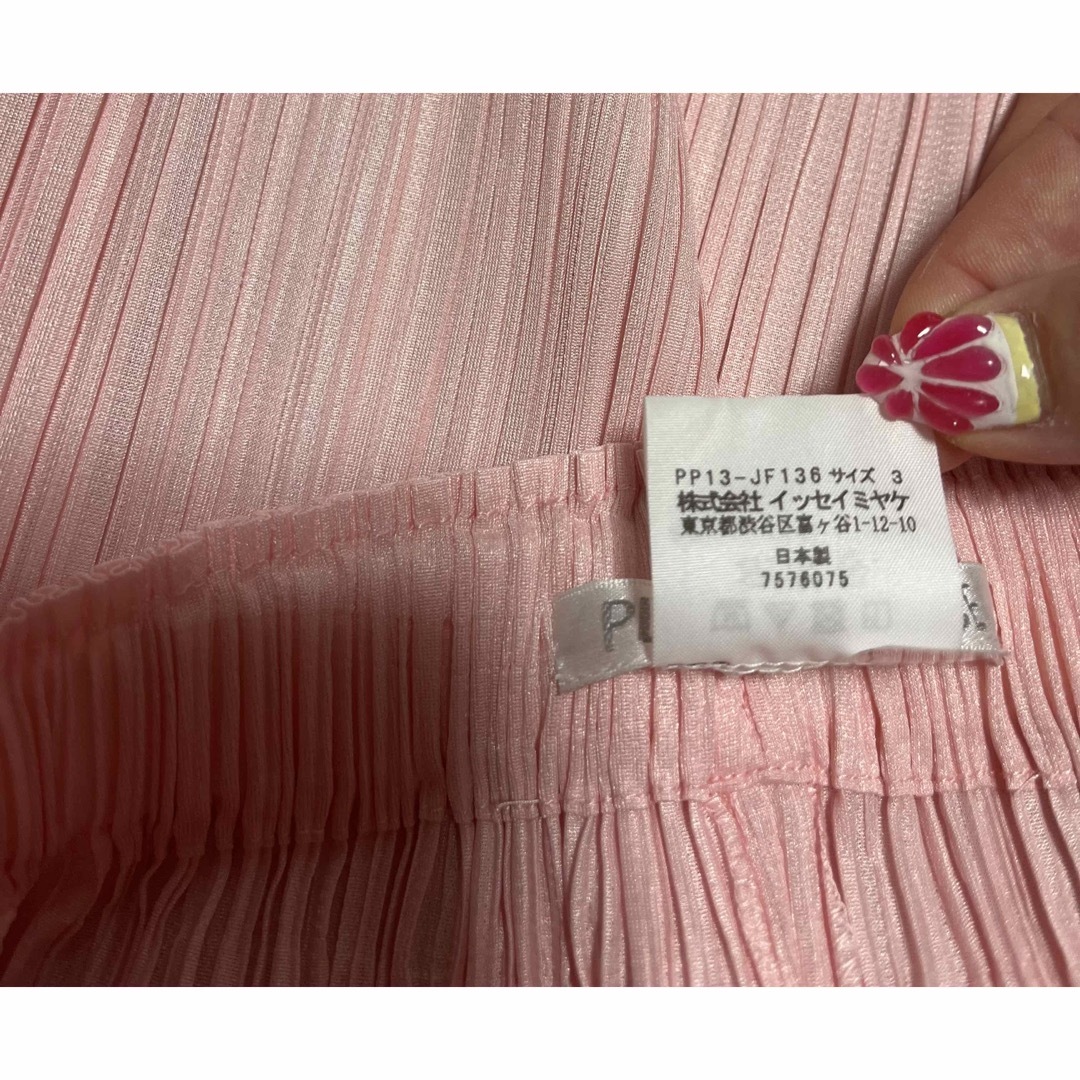 PP13-JF136 サイズ 3
株式会社 イッセイミヤケ
東京都渋谷区富ヶ谷1-12-10
日本製
7576075